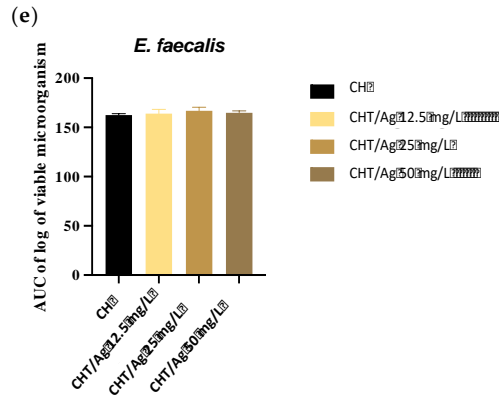 (e)
E. faecalis
AUC of log of viable microorganism
200
150
100
50
0
CH
CHT/Ag 12.5 mg/L
CHT/Ag 25 mg/L
CHT/Ag 50 mg/L
CH
CHT/Ag 12.5 mg/L
CHT/Ag 25 mg/L
CHT/Ag 50 mg/L